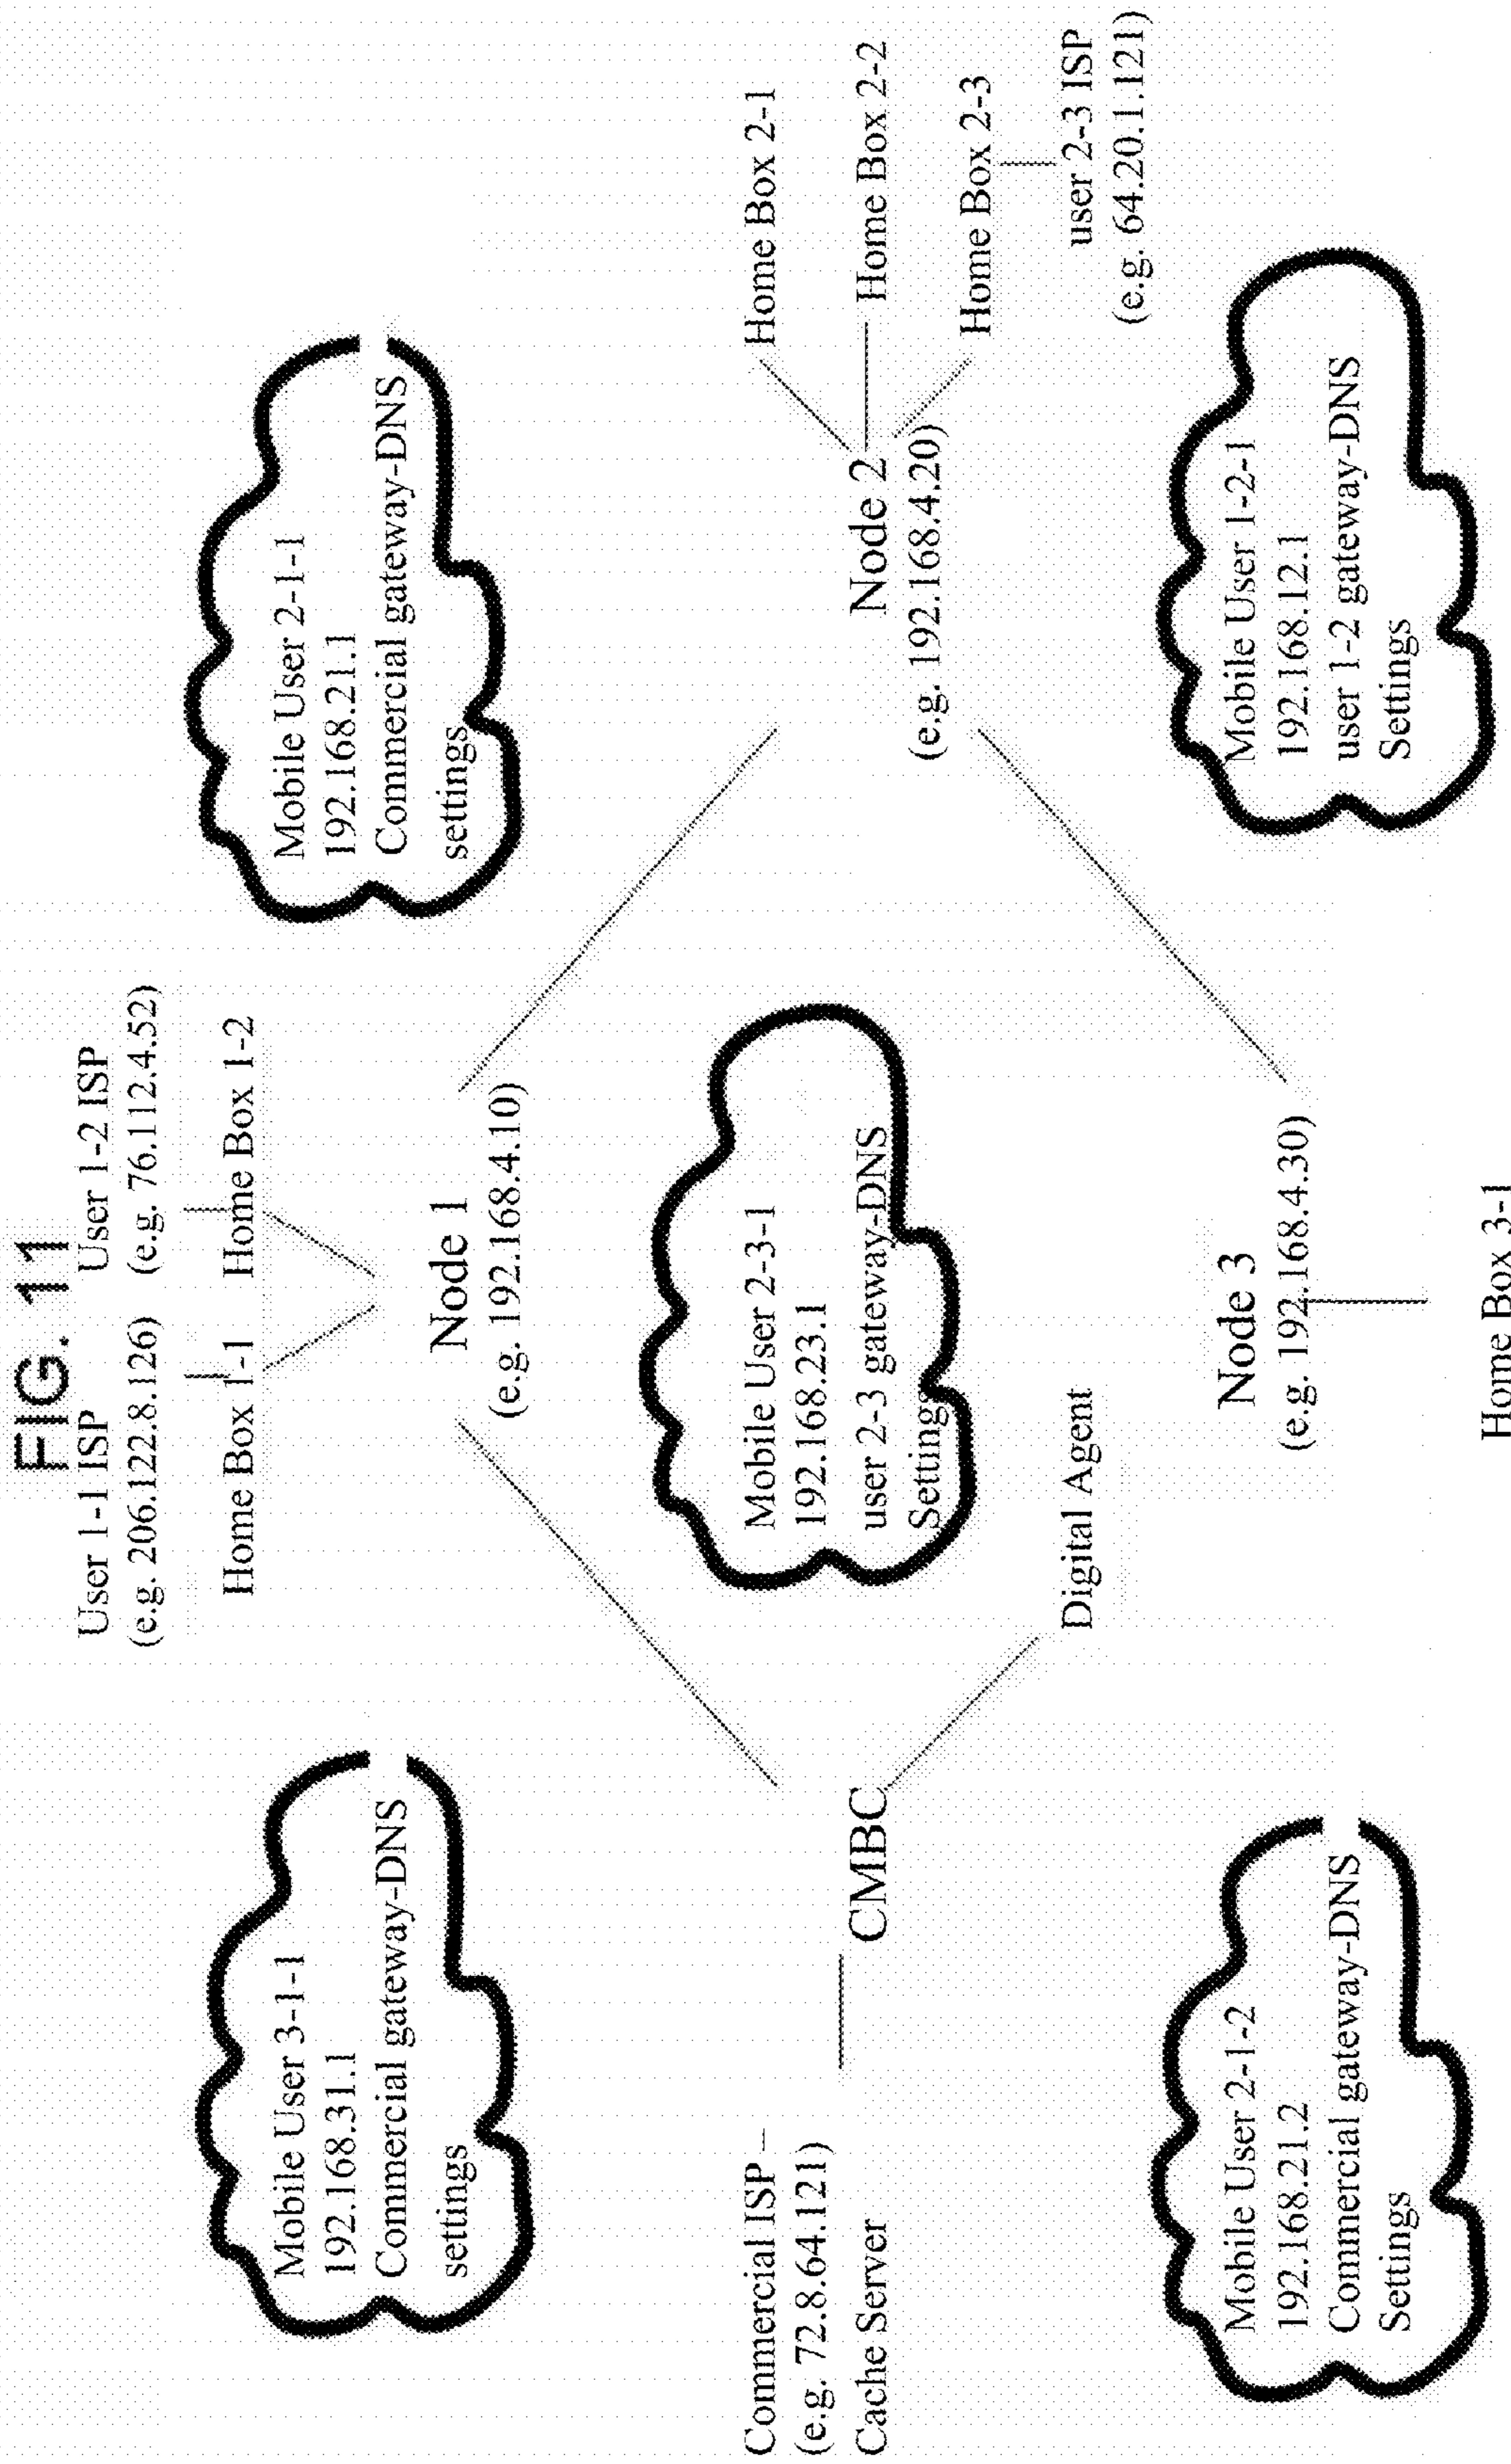 FIG. 11
User 1-1 ISP
(e.g. 206.122.8.126)
User 1-2 ISP
(e.g. 76.112.4.52)
Home Box 1-1
Home Box 1-2
Mobile User 3-1-1
192.168.31.1
Commercial gateway-DNS
settings
Node 1
(e.g. 192.168.4.10)
Mobile User 2-1-1
192.168.21.1
Commercial gateway-DNS
settings
Commercial ISP –
(e.g. 72.8.64.121)
Cache Server
CMBC
Mobile User 2-3-1
192.168.23.1
user 2-3 gateway-DNS
Settings
Node 2
(e.g. 192.168.4.20)
Home Box 2-1
Home Box 2-2
Home Box 2-3
user 2-3 ISP
(e.g. 64.20.1.121)
Digital Agent
Mobile User 2-1-2
192.168.21.2
Commercial gateway-DNS
Settings
Node 3
(e.g. 192.168.4.30)
Home Box 3-1
Mobile User 1-2-1
192.168.12.1
user 1-2 gateway-DNS
Settings